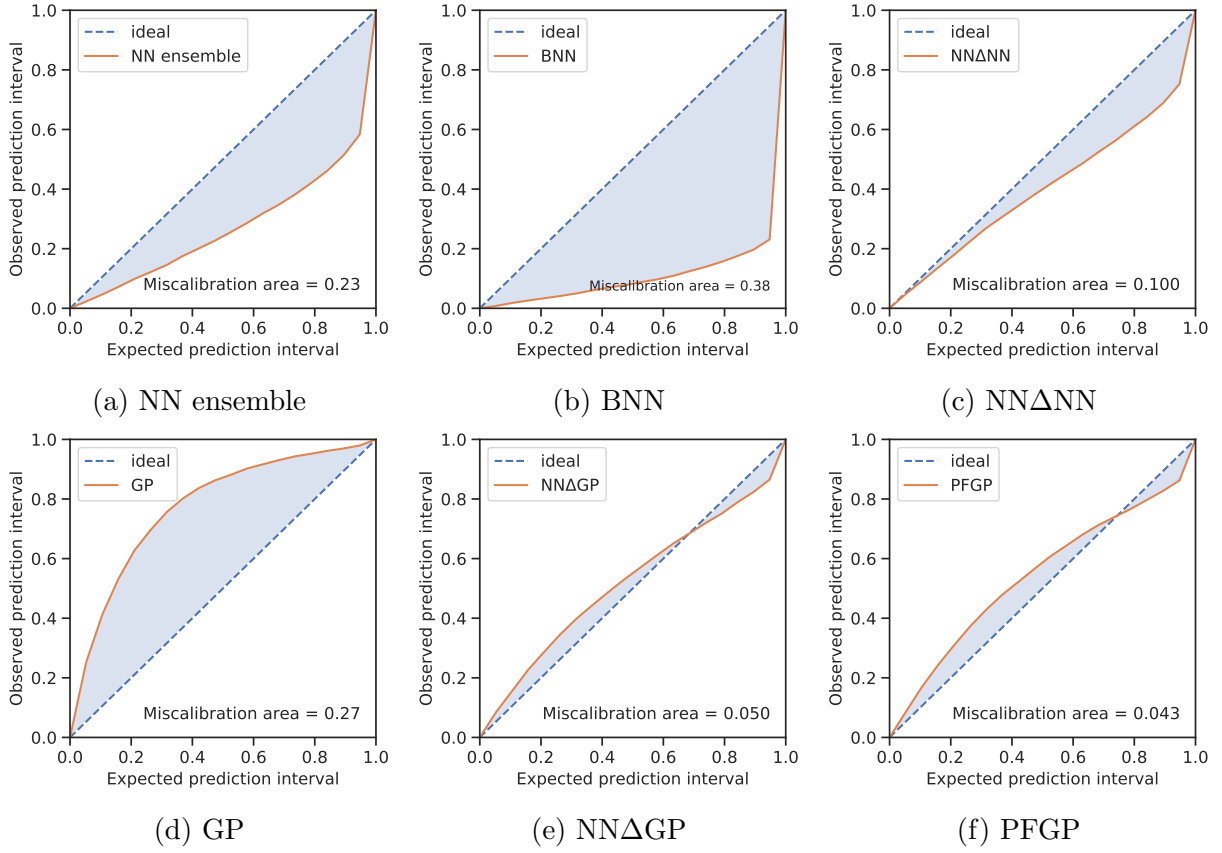 ideal
NN ensemble
Observed prediction interval
1.0
0.8
0.6
0.4
0.2
0.0
Miscalibration area = 0.23
0.0 0.2 0.4 0.6 0.8 1.0
Expected prediction interval
(a) NN ensemble
ideal
BNN
Observed prediction interval
1.0
0.8
0.6
0.4
0.2
0.0
Miscalibration area = 0.38
0.0 0.2 0.4 0.6 0.8 1.0
Expected prediction interval
(b) BNN
ideal
NNΔNN
Observed prediction interval
1.0
0.8
0.6
0.4
0.2
0.0
Miscalibration area = 0.100
0.0 0.2 0.4 0.6 0.8 1.0
Expected prediction interval
(c) NNΔNN
ideal
GP
Observed prediction interval
1.0
0.8
0.6
0.4
0.2
0.0
Miscalibration area = 0.27
0.0 0.2 0.4 0.6 0.8 1.0
Expected prediction interval
(d) GP
ideal
NNΔGP
Observed prediction interval
1.0
0.8
0.6
0.4
0.2
0.0
Miscalibration area = 0.050
0.0 0.2 0.4 0.6 0.8 1.0
Expected prediction interval
(e) NNΔGP
ideal
PFGP
Observed prediction interval
1.0
0.8
0.6
0.4
0.2
0.0
Miscalibration area = 0.043
0.0 0.2 0.4 0.6 0.8 1.0
Expected prediction interval
(f) PFGP